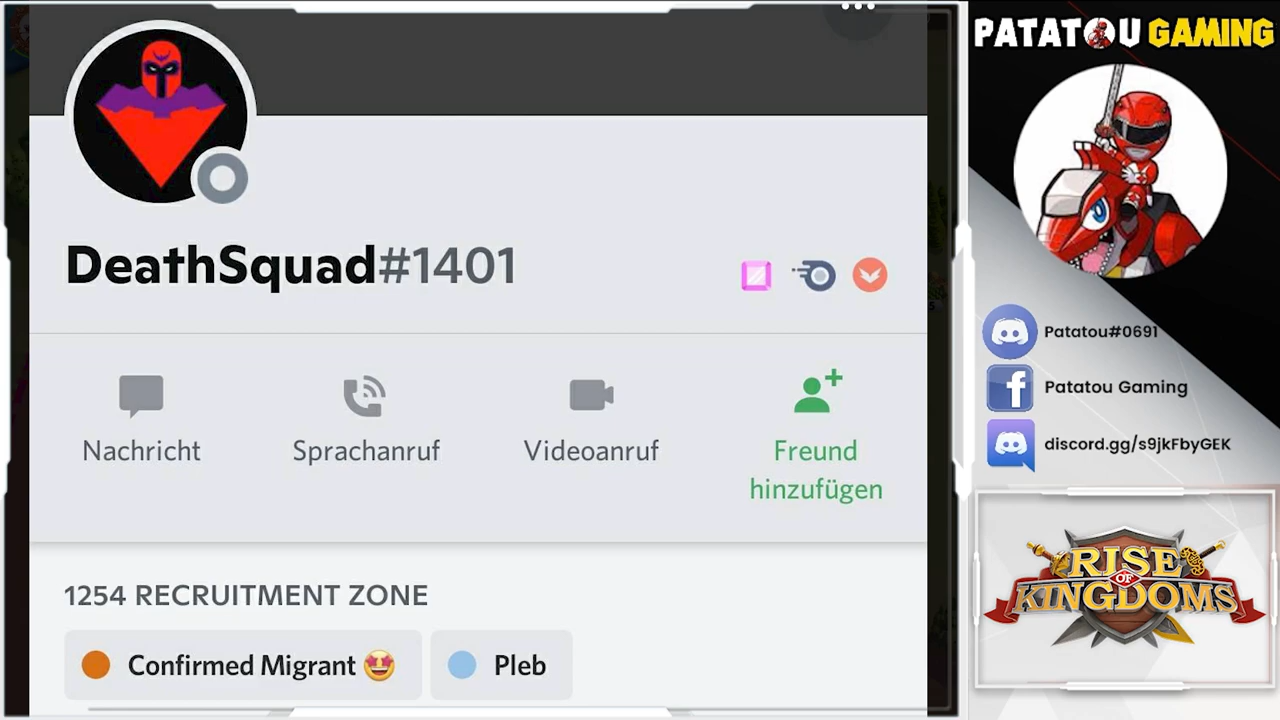 PATATOU GAMING
DeathSquad#1401
Nachricht
Sprachanruf
Videoanruf
Freund
hinzufügen
1254 RECRUITMENT ZONE
Confirmed Migrant 🤩
Pleb
Patatou#0691
Patatou Gaming
discord.gg/s9jkFbyGEK
RISE
OF
KINGDOMS